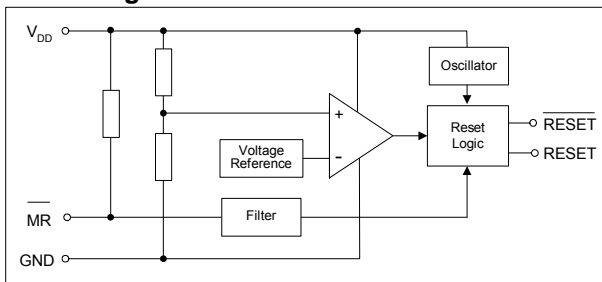 V_DD
Oscillator
+
Reset
Logic
RESET
RESET
Voltage
Reference
-
MR
Filter
GND